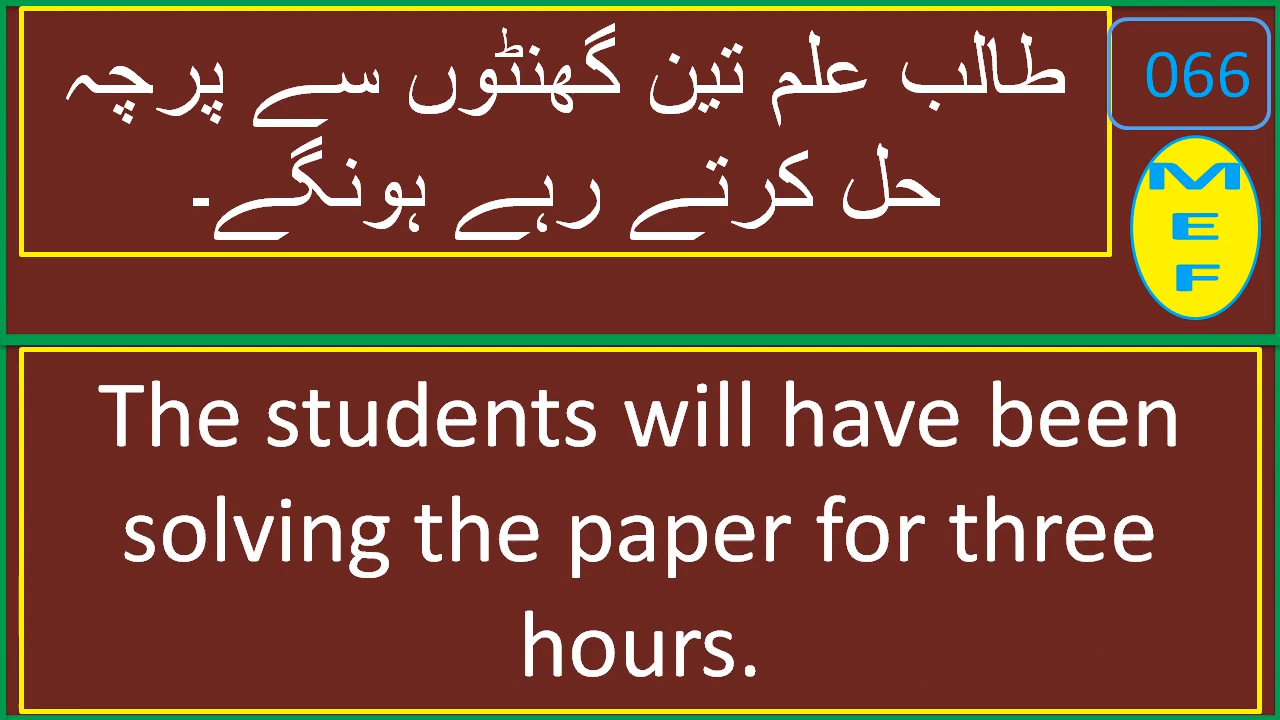 طالب علم تین گھنٹوں سے پرچہ
حل کرتے رہے ہونگے۔
066
M
E
F
The students will have been
solving the paper for three
hours.